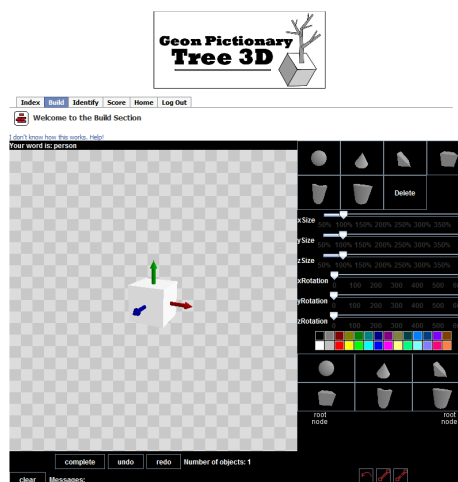 Geon Pictionary
Tree 3D
Index Build Identify Score Home Log Out
Welcome to the Build Section
I don't know how this works. Help!
Your word is: person
Delete
xSize
50% 100% 150% 200% 250% 300% 350%
ySize
50% 100% 150% 200% 250% 300% 350%
zSize
50% 100% 150% 200% 250% 300% 350%
xRotation
0 100 200 300 400 500
yRotation
0 100 200 300 400 500
zRotation
0 100 200 300 400 500
root node root node
complete undo redo Number of objects: 1
clear Messages: